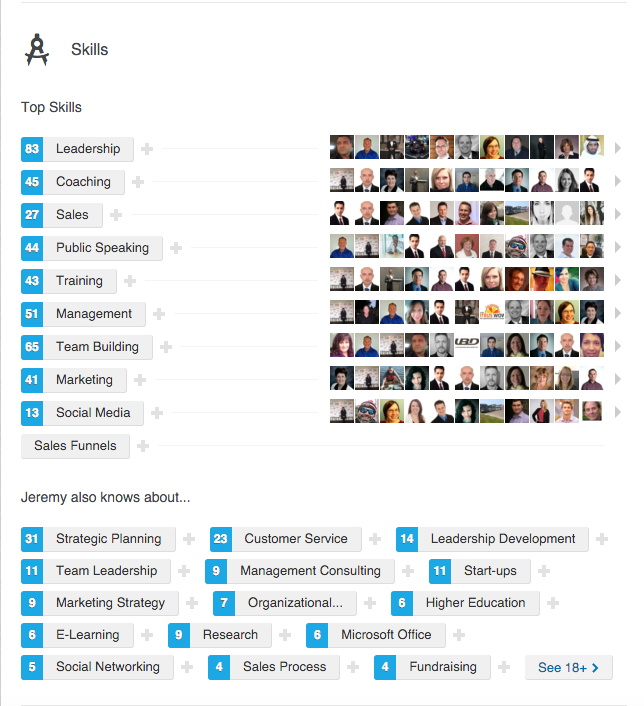 Skills
Top Skills
83 Leadership
45 Coaching
27 Sales
44 Public Speaking
43 Training
51 Management
65 Team Building
41 Marketing
13 Social Media
Sales Funnels
Jeremy also knows about...
31 Strategic Planning 23 Customer Service 14 Leadership Development
11 Team Leadership 9 Management Consulting 11 Start-ups
9 Marketing Strategy 7 Organizational... 6 Higher Education
6 E-Learning 9 Research 6 Microsoft Office
5 Social Networking 4 Sales Process 4 Fundraising See 18+ >